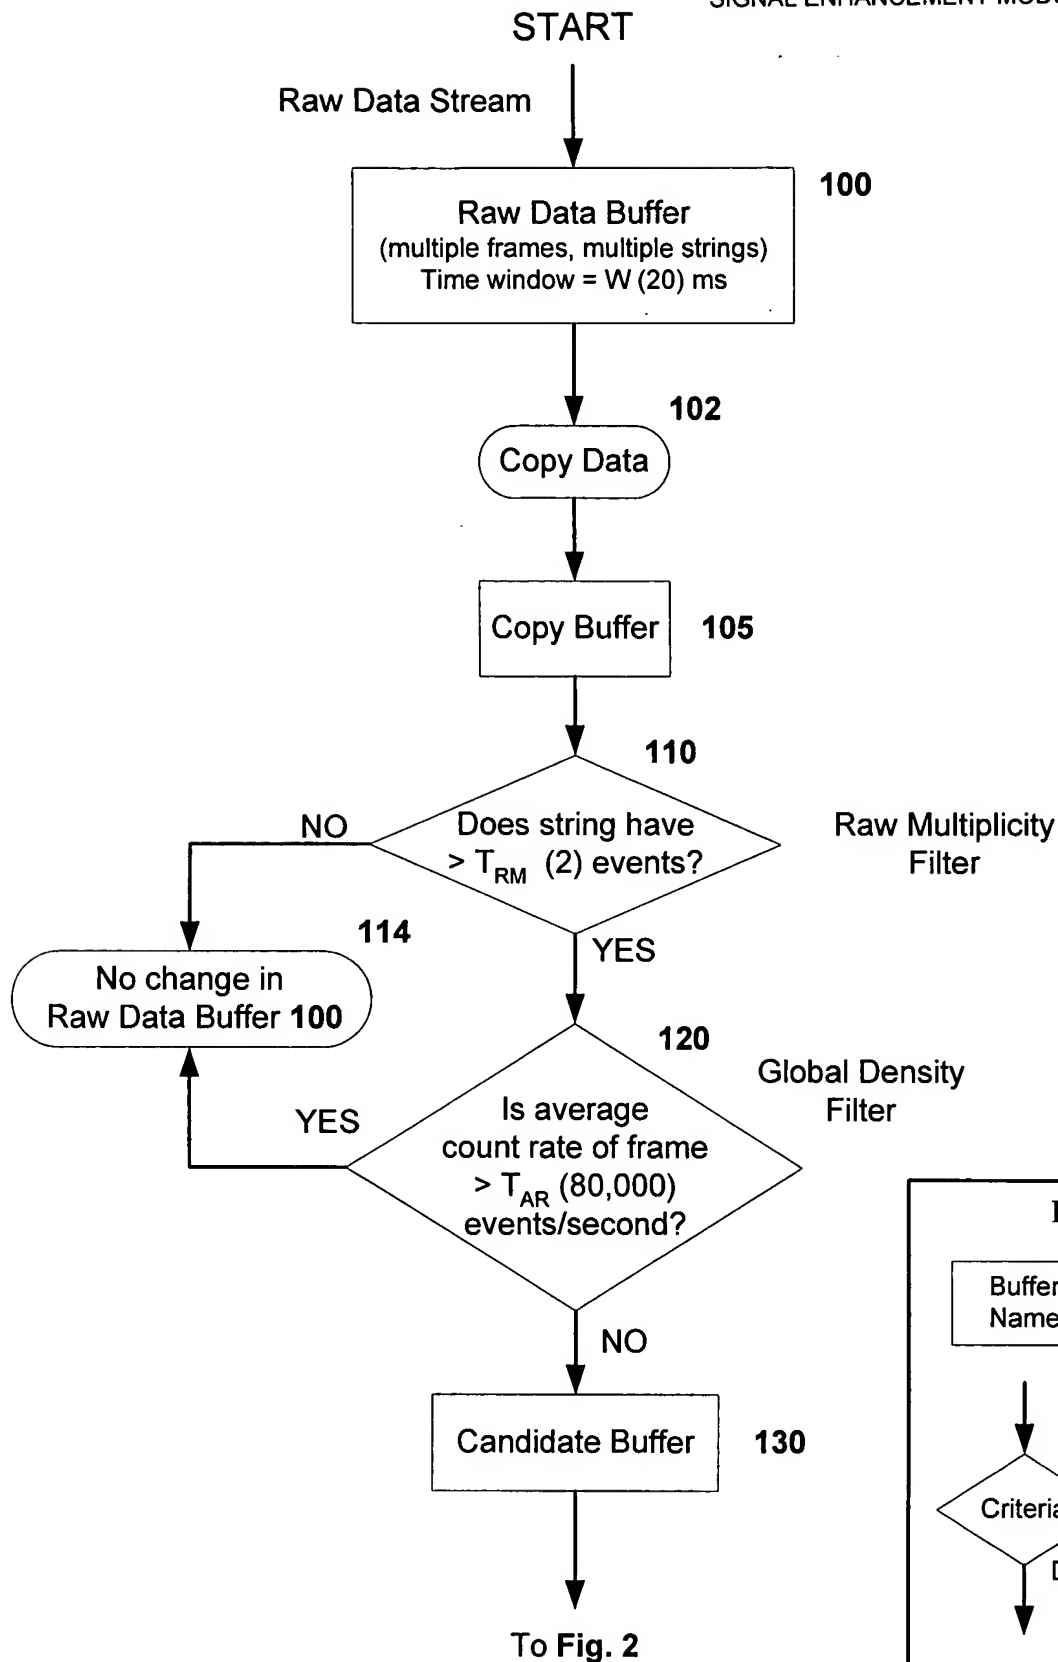 SIGNAL ENHANCEMENT
START
Raw Data Stream
100
Raw Data Buffer
(multiple frames, multiple strings)
Time window = W (20) ms
102
Copy Data
Copy Buffer
105
110
Does string have
> T_RM (2) events?
Raw Multiplicity
Filter
NO
YES
114
No change in
Raw Data Buffer 100
120
Global Density
Filter
Is average
count rate of frame
> T_AR (80,000)
events/second?
YES
NO
Candidate Buffer
130
To Fig. 2
Buffer
Name
Criteria